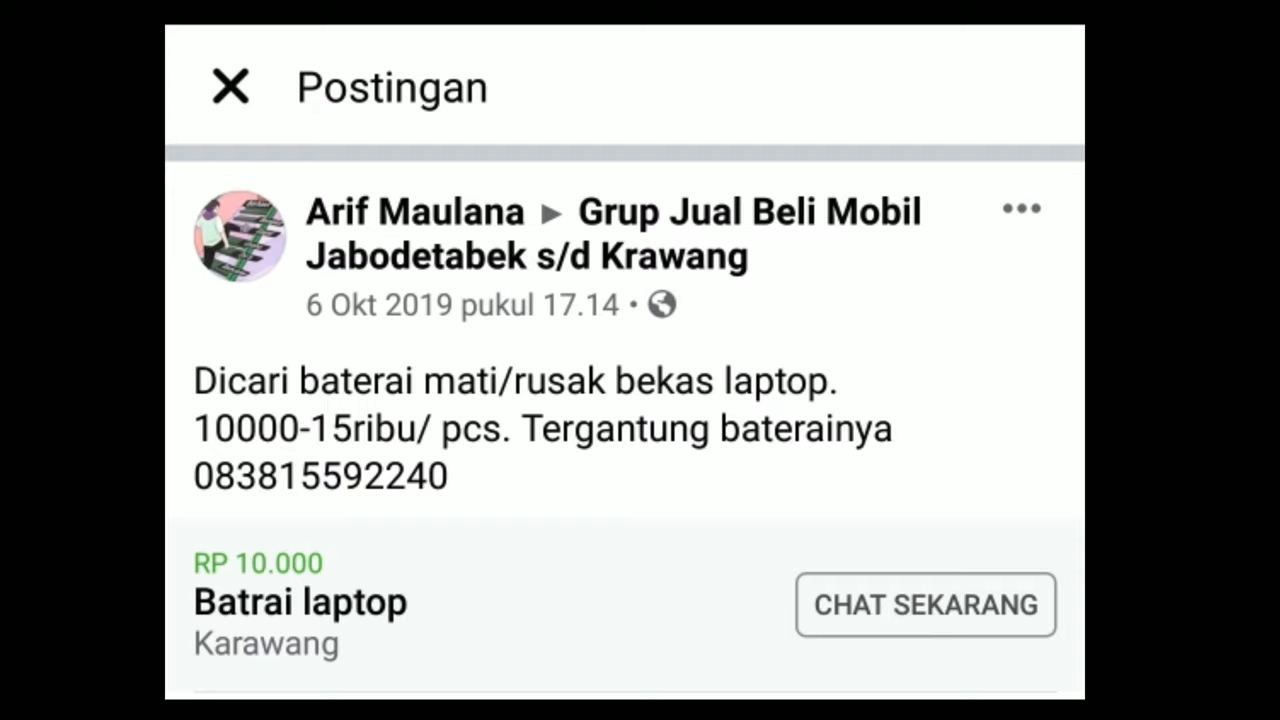 Postingan
Arif Maulana ▸ Grup Jual Beli Mobil
Jabodetabek s/d Krawang
6 Okt 2019 pukul 17.14 •
Dicari baterai mati/rusak bekas laptop.
10000-15ribu/ pcs. Tergantung baterainya
083815592240
RP 10.000
Batrai laptop
CHAT SEKARANG
Karawang